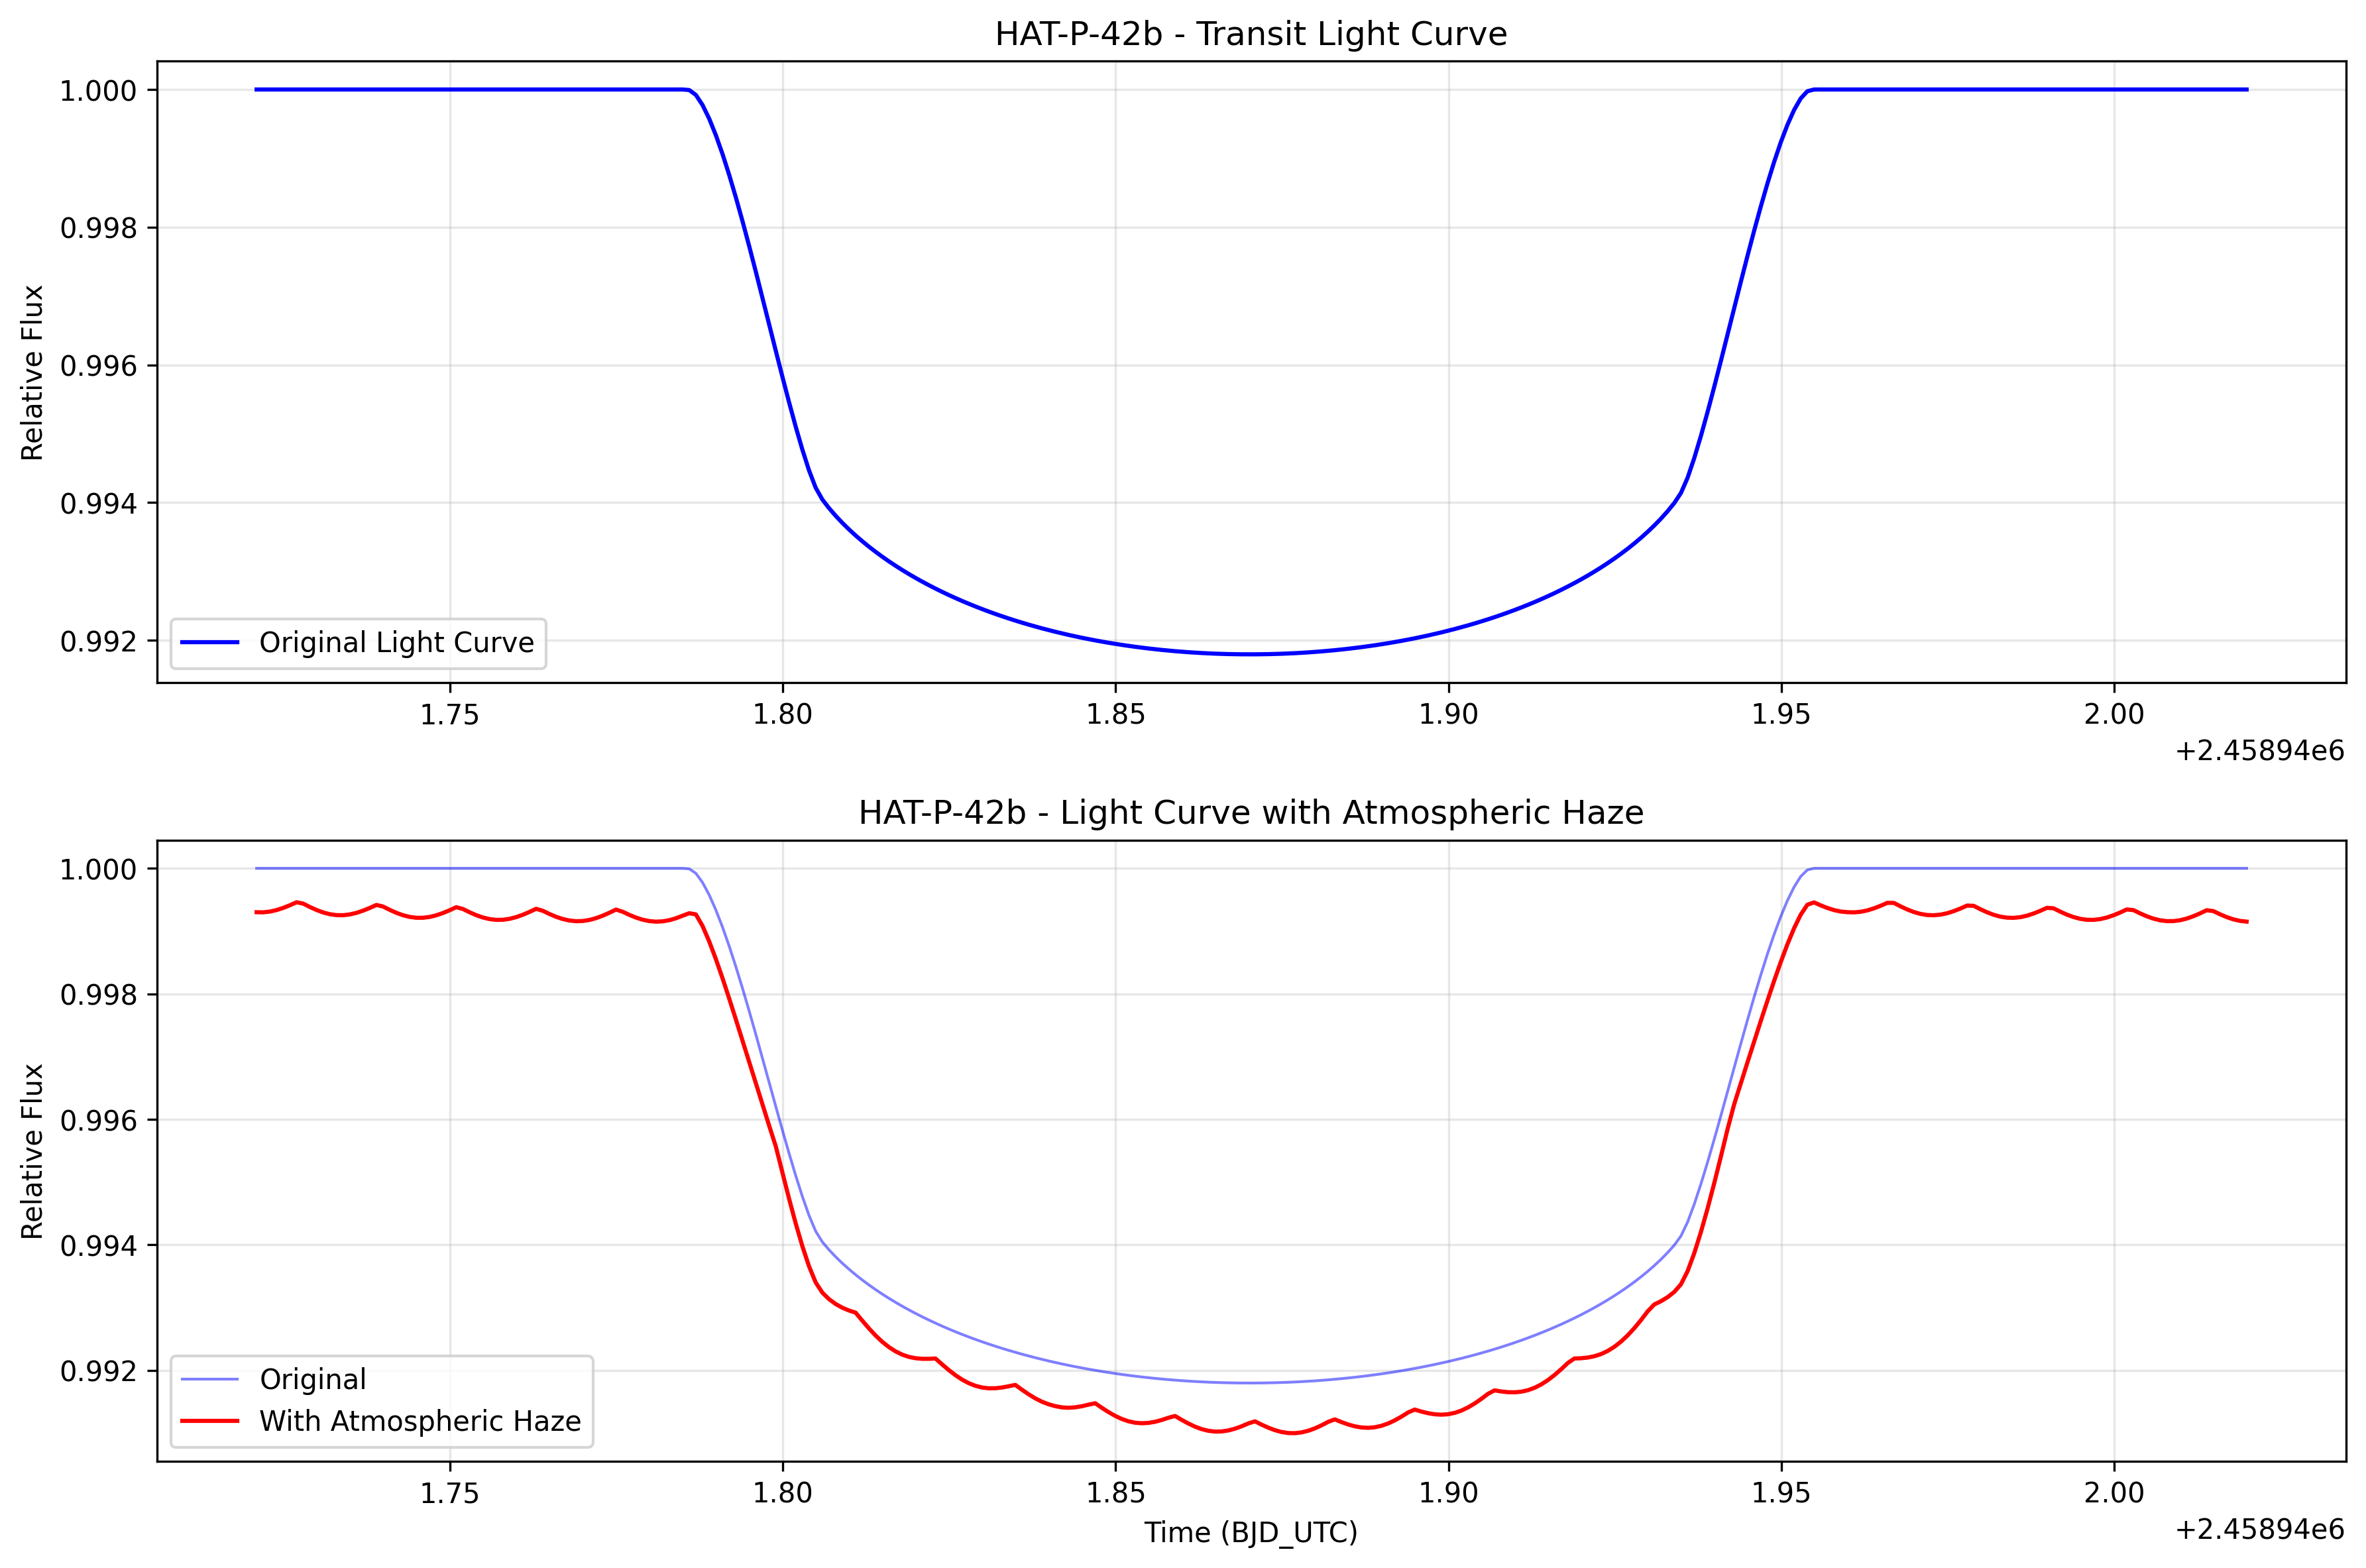 HAT-P-42b - Transit Light Curve
Relative Flux
1.000
0.998
0.996
0.994
0.992
Original Light Curve
1.75 1.80 1.85 1.90 1.95 2.00
+2.45894e6
HAT-P-42b - Light Curve with Atmospheric Haze
Relative Flux
1.000
0.998
0.996
0.994
0.992
Original
With Atmospheric Haze
1.75 1.80 1.85 1.90 1.95 2.00
Time (BJD_UTC)
+2.45894e6